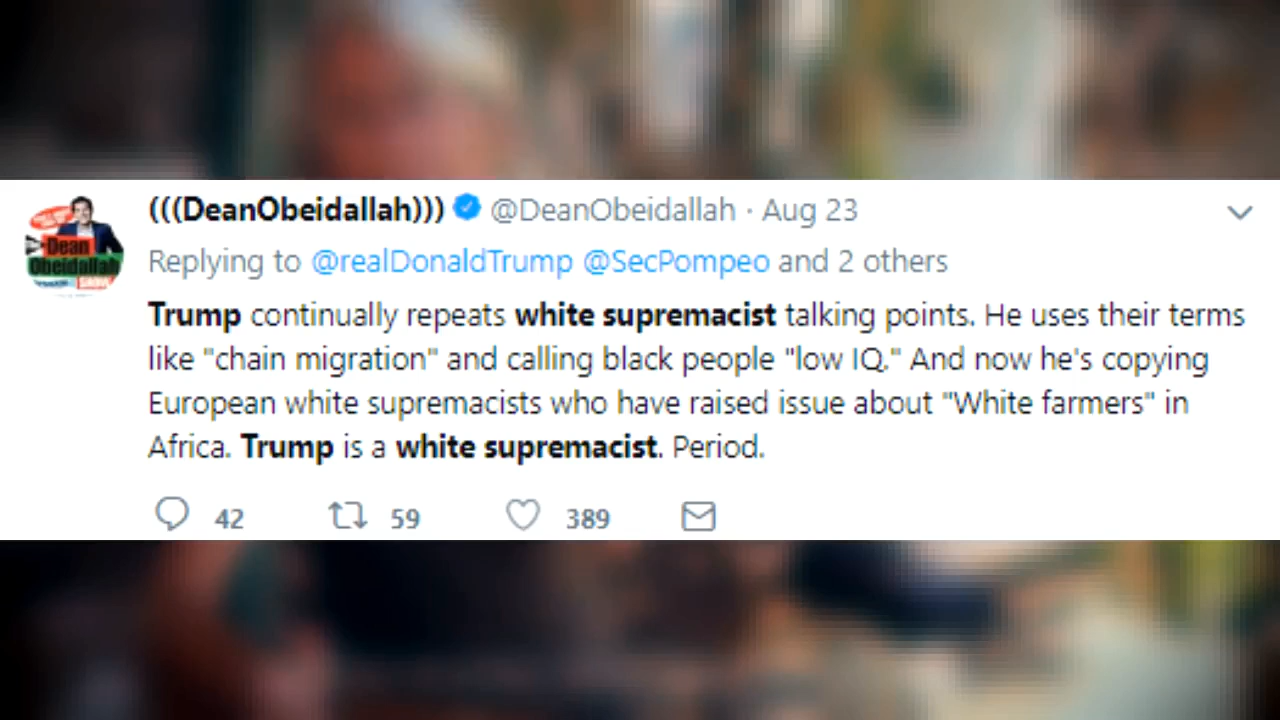 (((DeanObeidallah))) @DeanObeidallah · Aug 23
Replying to @realDonaldTrump @SecPompeo and 2 others
Trump continually repeats white supremacist talking points. He uses their terms
like "chain migration" and calling black people "low IQ." And now he's copying
European white supremacists who have raised issue about "White farmers" in
Africa. Trump is a white supremacist. Period.
42 59 389
Dean
Obeidallah